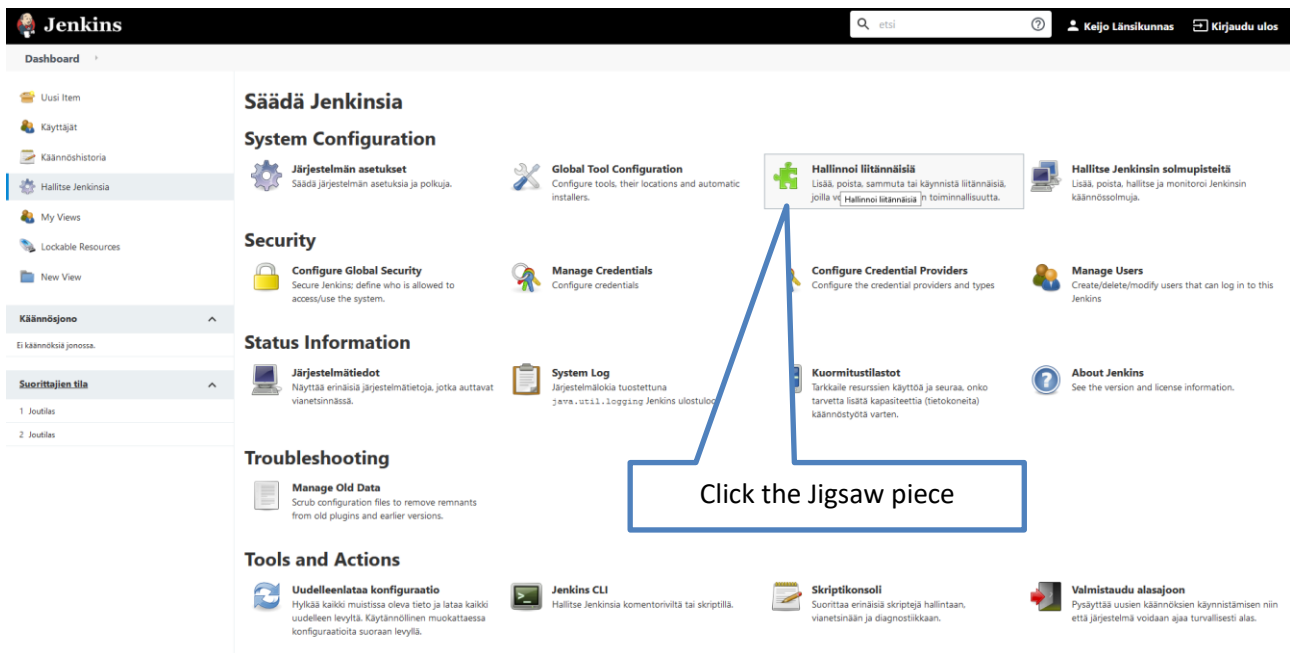 Jenkins
etsi
Keijo Länsikunnas
Kirjaudu ulos
Dashboard
Uusi Item
Käyttäjät
Käännöshistoria
Hallitse Jenkinsia
My Views
Lockable Resources
New View
Käännösjono
Ei käännöksiä jonossa.
Suorittajien tila
1 Joutilas
2 Joutilas
Säädä Jenkinsia
System Configuration
Järjestelmän asetukset
Säädä järjestelmän asetuksia ja polkuja.
Global Tool Configuration
Configure tools, their locations and automatic
installers.
Hallinnoi liitännäisiä
Lisää, poista, sammuta tai käynnistä liitännäisiä,
joilla
Hallinnoi liitännäisiä
n toiminnallisuutta.
Hallitse Jenkinsin solmupisteitä
Lisää, poista, hallitse ja monitoroi Jenkinsin
käännössolmuja.
Security
Configure Global Security
Secure Jenkins; define who is allowed to
access/use the system.
Manage Credentials
Configure credentials
Configure Credential Providers
Configure the credential providers and types
Manage Users
Create/delete/modify users that can log in to this
Jenkins
Status Information
Järjestelmätiedot
Näyttää erinäisiä järjestelmätietoja, jotka auttavat
vianetsinnässä.
System Log
Järjestelmälokia tuostettuna
java.util.logging Jenkins ulostuloo
Kuormitustilastot
Tarkkaile resurssien käyttöä ja seuraa, onko
tarvetta lisätä kapasiteettia (tietokoneita)
käännöstyötä varten.
About Jenkins
See the version and license information.
Troubleshooting
Manage Old Data
Scrub configuration files to remove remnants
from old plugins and earlier versions.
Click the Jigsaw piece
Tools and Actions
Uudelleenlataa konfiguraatio
Hylkää kaikki muistissa oleva tieto ja lataa kaikki
uudelleen levyltä. Käytännöllinen muokattaessa
konfiguraatioita suoraan levyllä.
Jenkins CLI
Hallitse Jenkinsia komentoriviltä tai skriptillä.
Skriptikonsoli
Suorittaa erinäisiä skriptejä hallintaan,
vianetsinään ja diagnostiikkaan.
Valmistaudu alasajoon
Pysäyttää uusien käännöksien käynnistämisen niin
että järjestelmä voidaan ajaa turvallisesti alas.